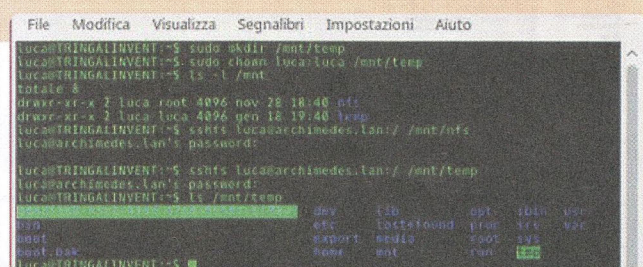 File Modifica Visualizza Segnalibri Impostazioni Aiuto
luca@TRINGALINVENT:~$ sudo mkdir /mnt/temp
luca@TRINGALINVENT:~$ sudo chown luca:luca /mnt/temp
luca@TRINGALINVENT:~$ ls -l /mnt
totale 8
drwxr-xr-x 2 luca root 4096 nov 28 18:40 nfs
drwxr-xr-x 2 luca luca 4096 gen 18 19:40 temp
luca@TRINGALINVENT:~$ sshfs luca@archimedes.lan:/ /mnt/nfs
luca@archimedes.lan's password:
luca@TRINGALINVENT:~$ sshfs luca@archimedes.lan:/ /mnt/temp
luca@archimedes.lan's password:
luca@TRINGALINVENT:~$ ls /mnt/temp
dev lib opt sbin usr
bin etc lost+found proc srv var
boot export media root sys
boot.bak home mnt run tmp
luca@TRINGALINVENT:~$